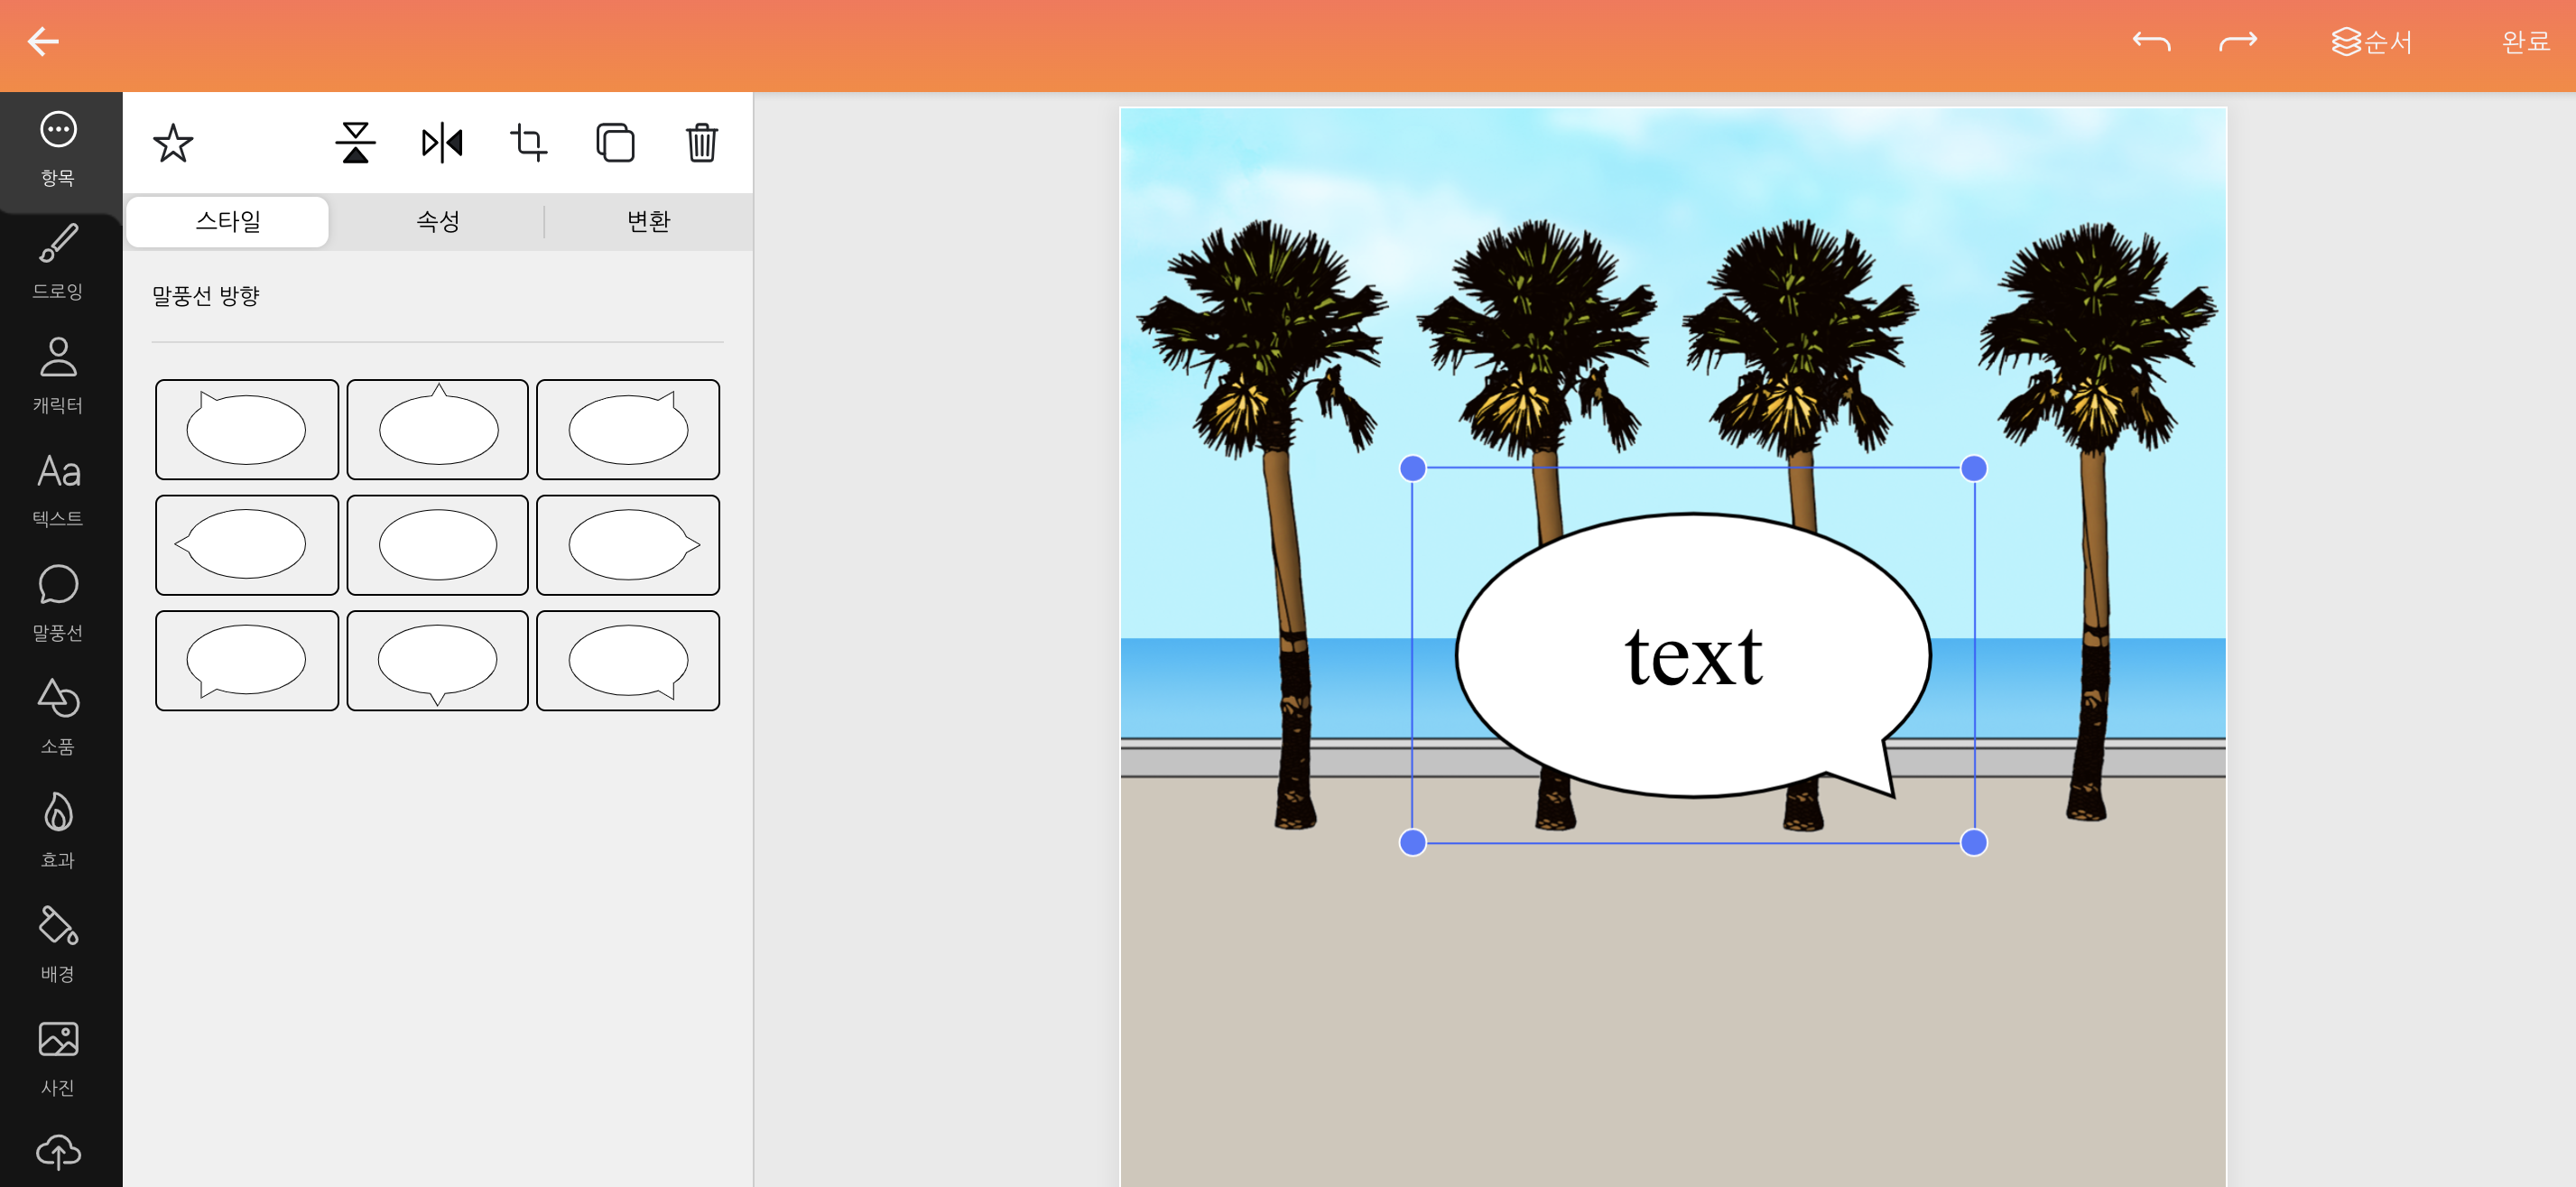 순서
완료
항목
드로잉
캐릭터
텍스트
말풍선
소품
효과
배경
사진
스타일
속성
변환
말풍선 방향
text